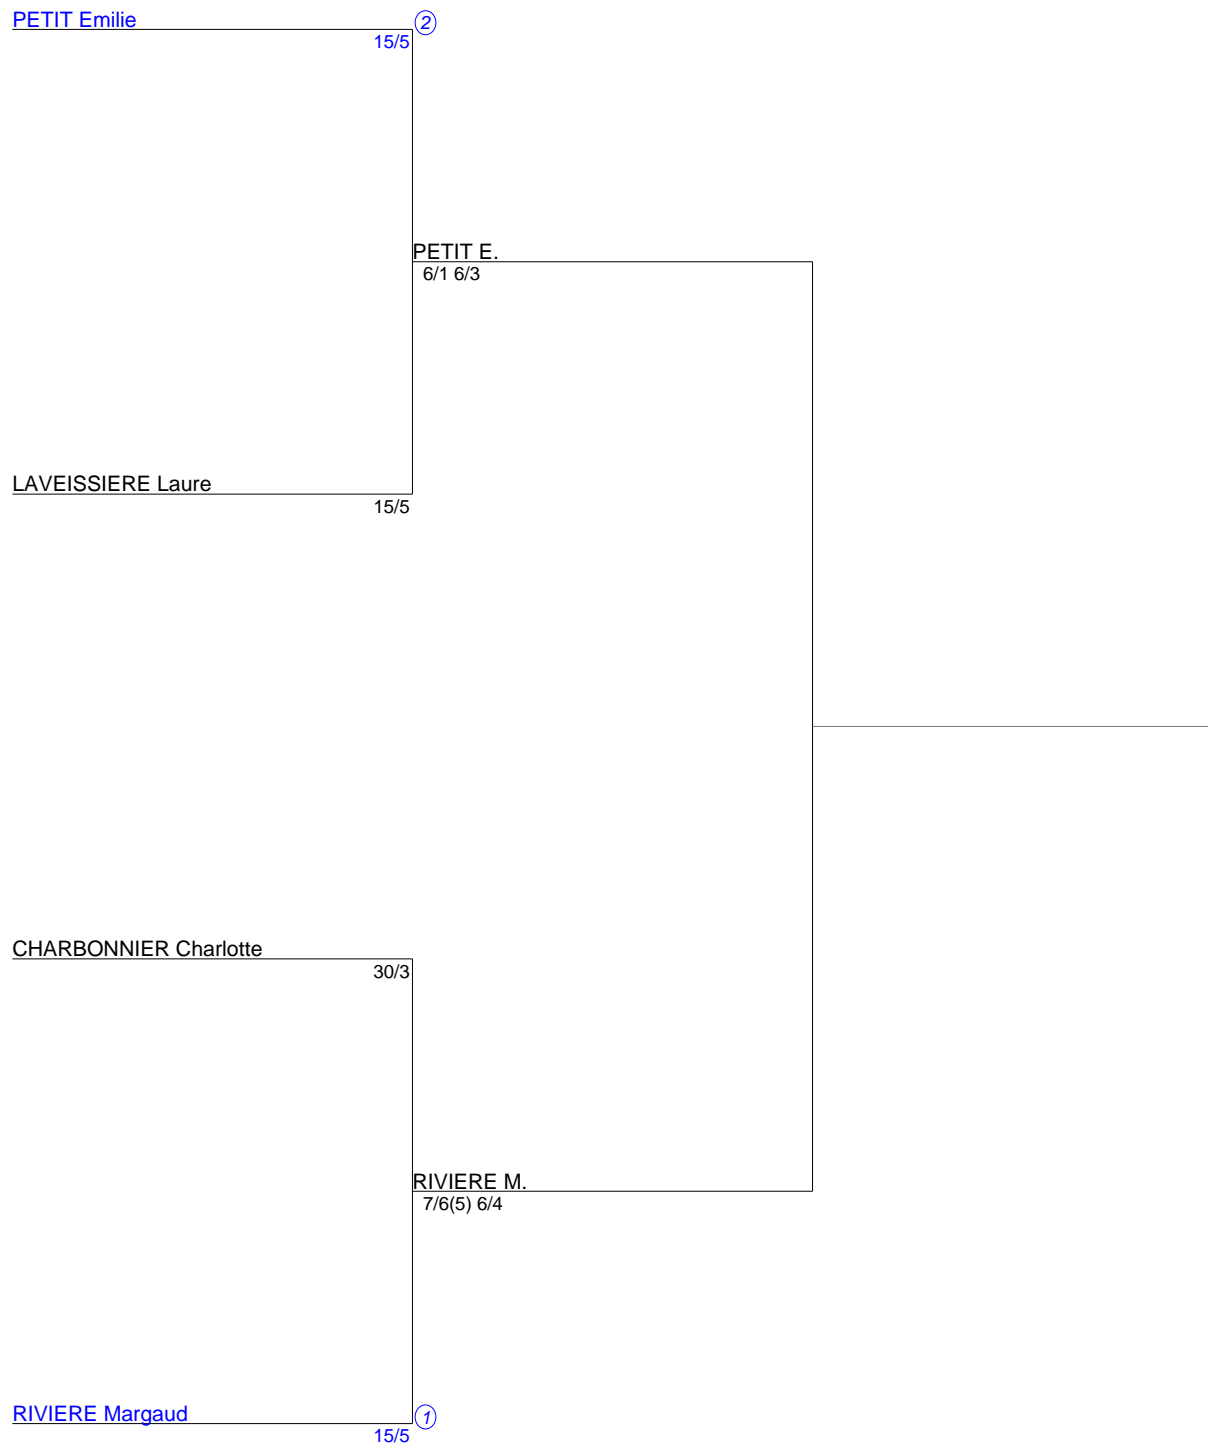 PETIT Emilie
2
15/5
PETIT E.
6/1 6/3
LAVEISSIERE Laure
15/5
CHARBONNIER Charlotte
30/3
RIVIERE M.
7/6(5) 6/4
RIVIERE Margaud
1
15/5